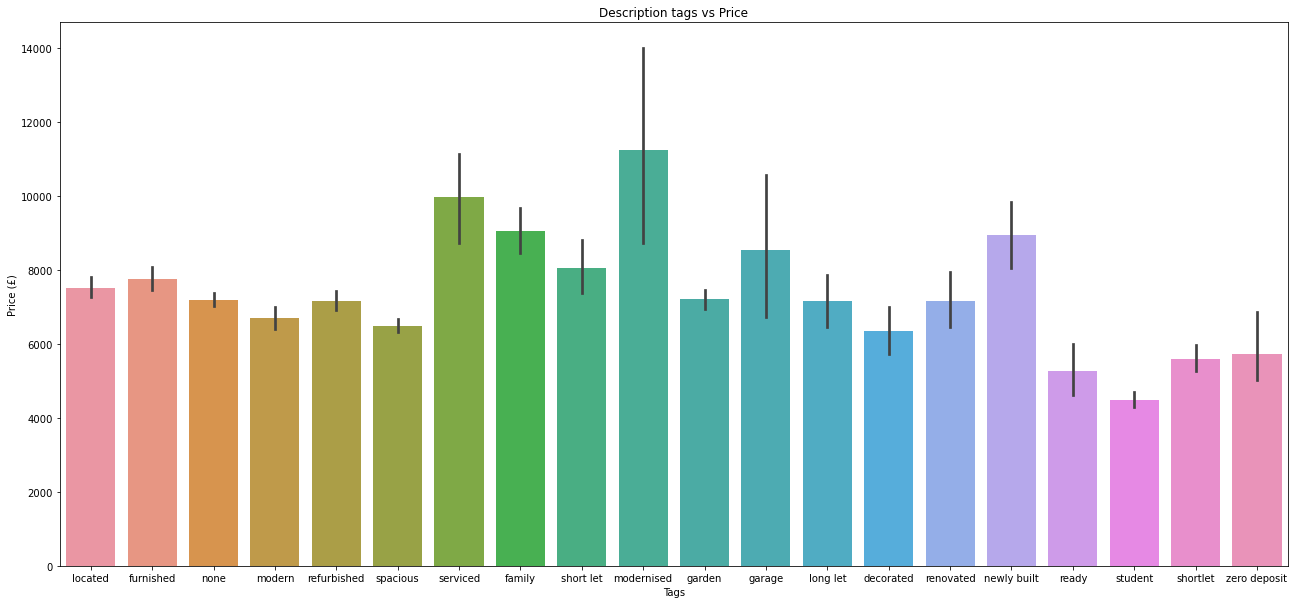 Description tags vs Price
Price (£)
14000
12000
10000
8000
6000
4000
2000
0
located furnished none modern refurbished spacious serviced family short let modernised garden garage long let decorated renovated newly built ready student shortlet zero deposit
Tags